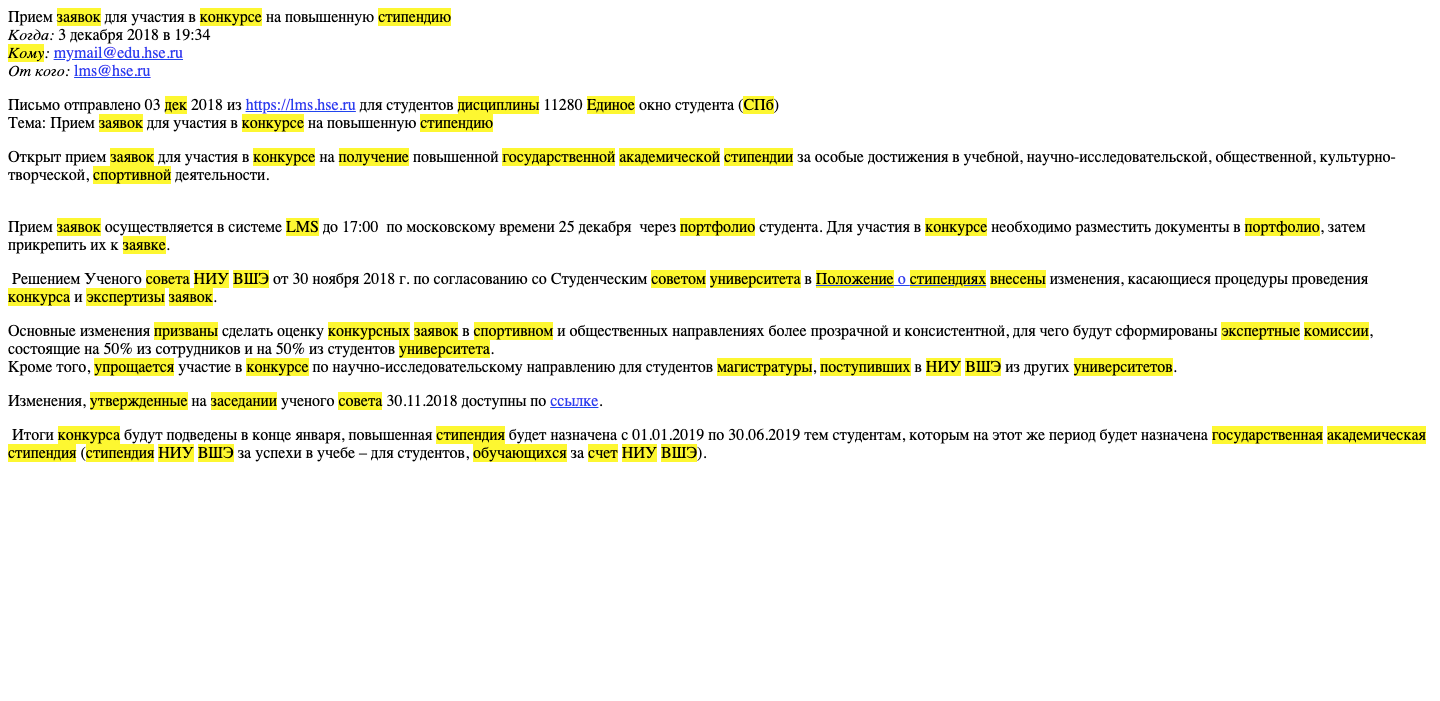 Прием заявок для участия в конкурсе на повышенную стипендию
Когда: 3 декабря 2018 в 19:34
Кому: mymail@edu.hse.ru
От кого: lms@hse.ru
Письмо отправлено 03 дек 2018 из https://lms.hse.ru для студентов дисциплины 11280 Единое окно студента (СПб)
Тема: Прием заявок для участия в конкурсе на повышенную стипендию
Открыт прием заявок для участия в конкурсе на получение повышенной государственной академической стипендии за особые достижения в учебной, научно-исследовательской, общественной, культурно-
творческой, спортивной деятельности.
Прием заявок осуществляется в системе LMS до 17:00  по московскому времени 25 декабря  через портфолио студента. Для участия в конкурсе необходимо разместить документы в портфолио, затем
прикрепить их к заявке.
Решением Ученого совета НИУ ВШЭ от 30 ноября 2018 г. по согласованию со Студенческим советом университета в Положение о стипендиях внесены изменения, касающиеся процедуры проведения
конкурса и экспертизы заявок.
Основные изменения призваны сделать оценку конкурсных заявок в спортивном и общественных направлениях более прозрачной и консистентной, для чего будут сформированы экспертные комиссии,
состоящие на 50% из сотрудников и на 50% из студентов университета.
Кроме того, упрощается участие в конкурсе по научно-исследовательскому направлению для студентов магистратуры, поступивших в НИУ ВШЭ из других университетов.
Изменения, утвержденные на заседании ученого совета 30.11.2018 доступны по ссылке.
Итоги конкурса будут подведены в конце января, повышенная стипендия будет назначена с 01.01.2019 по 30.06.2019 тем студентам, которым на этот же период будет назначена государственная академическая
стипендия (стипендия НИУ ВШЭ за успехи в учебе – для студентов, обучающихся за счет НИУ ВШЭ).